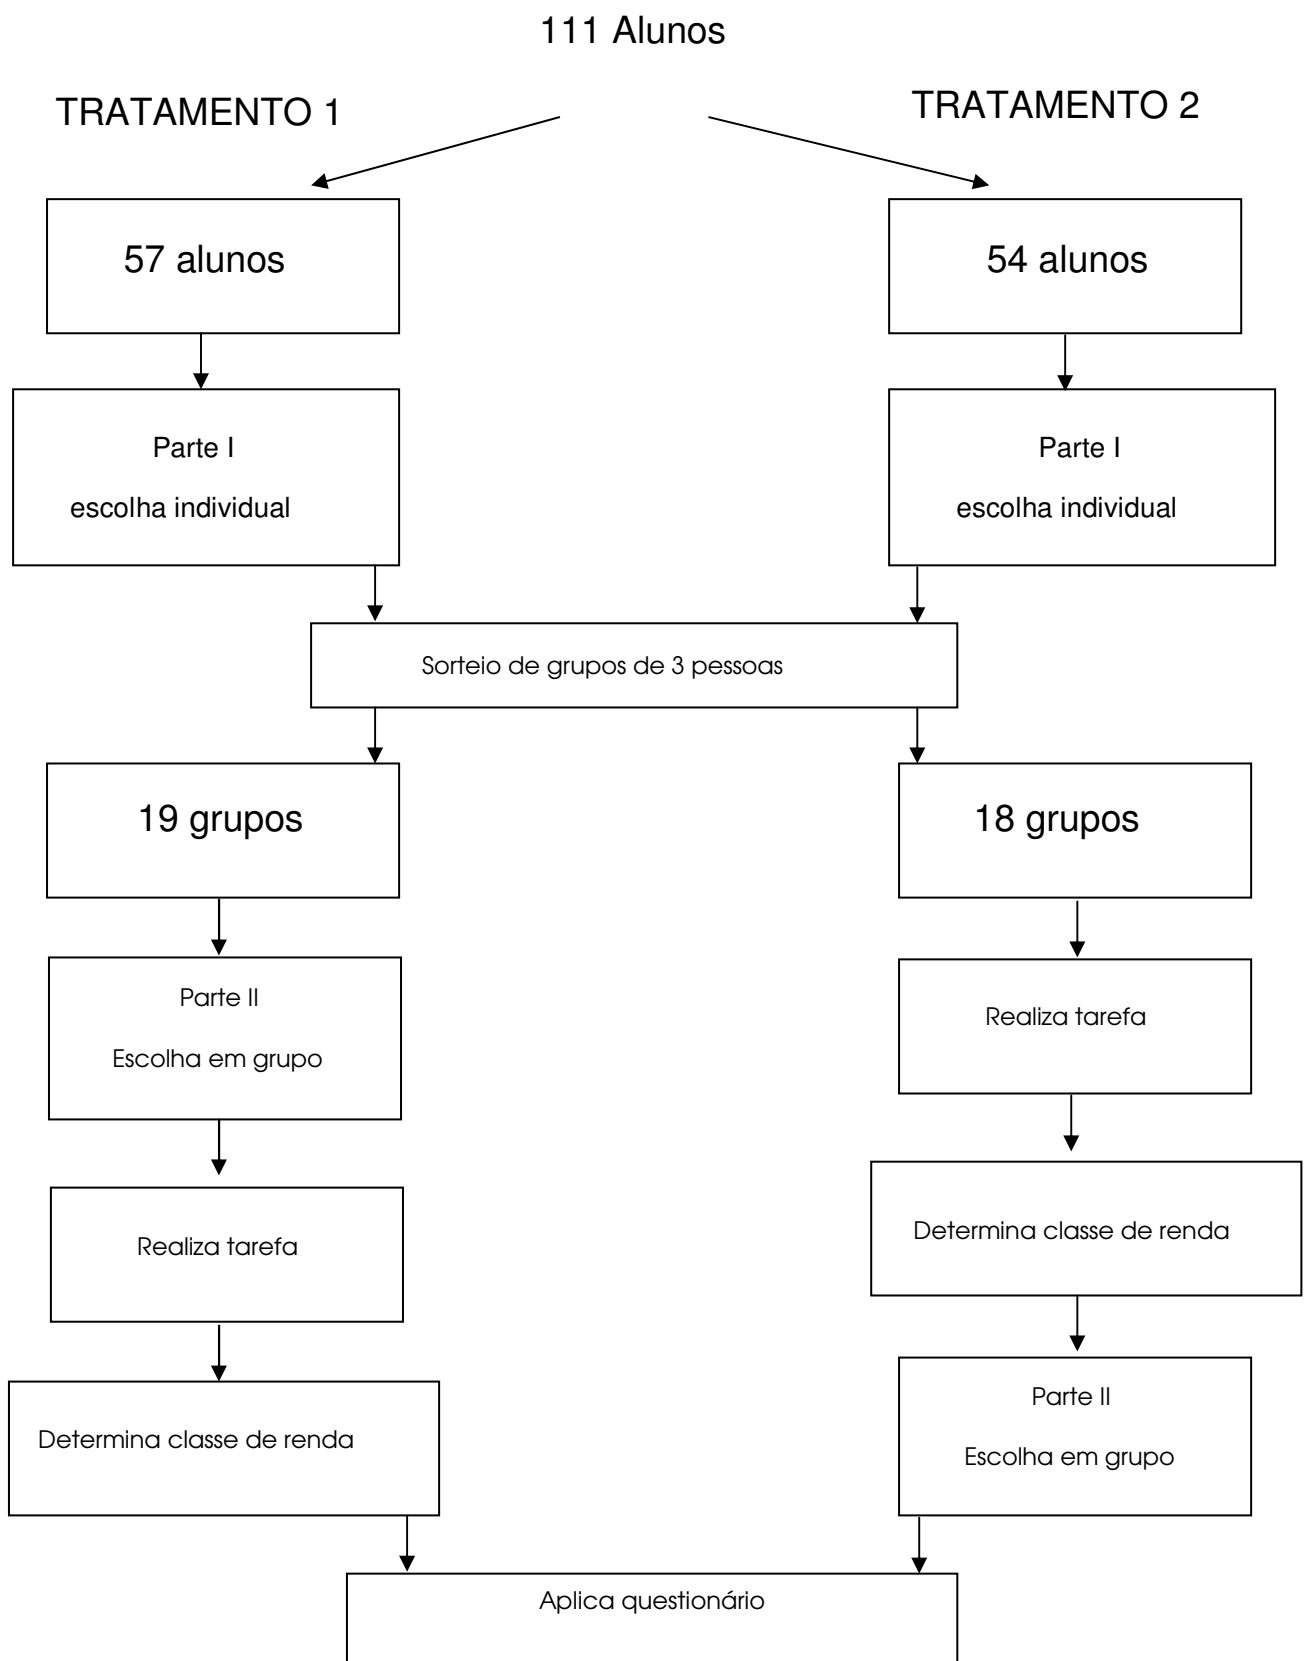 111 Alunos
TRATAMENTO 1
TRATAMENTO 2
57 alunos
54 alunos
Parte I
escolha individual
Parte I
escolha individual
Sorteio de grupos de 3 pessoas
19 grupos
18 grupos
Parte II
Escolha em grupo
Realiza tarefa
Realiza tarefa
Determina classe de renda
Determina classe de renda
Parte II
Escolha em grupo
Aplica questionário